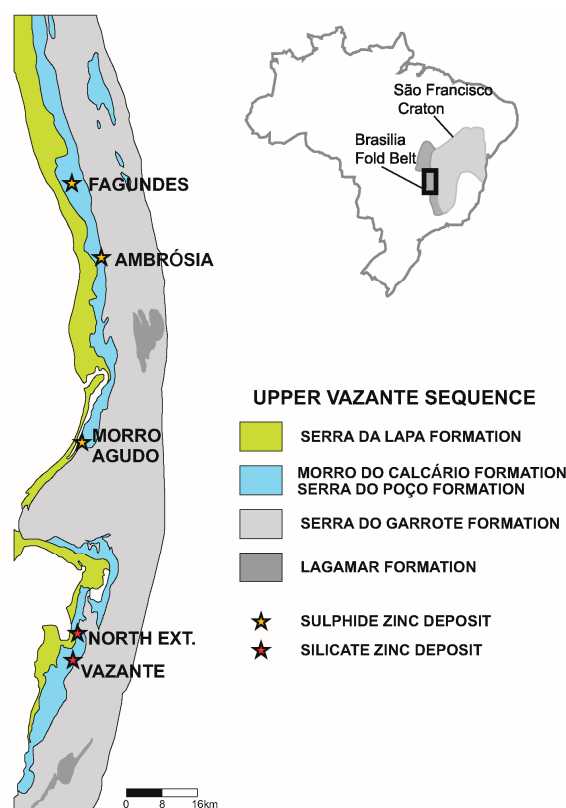 São Francisco
Craton
Brasilia
Fold Belt
FAGUNDES
AMBRÓSIA
MORRO
AGUDO
NORTH EXT.
VAZANTE
UPPER VAZANTE SEQUENCE
SERRA DA LAPA FORMATION
MORRO DO CALCÁRIO FORMATION
SERRA DO POÇO FORMATION
SERRA DO GARROTE FORMATION
LAGAMAR FORMATION
SULPHIDE ZINC DEPOSIT
SILICATE ZINC DEPOSIT
0 8 16km